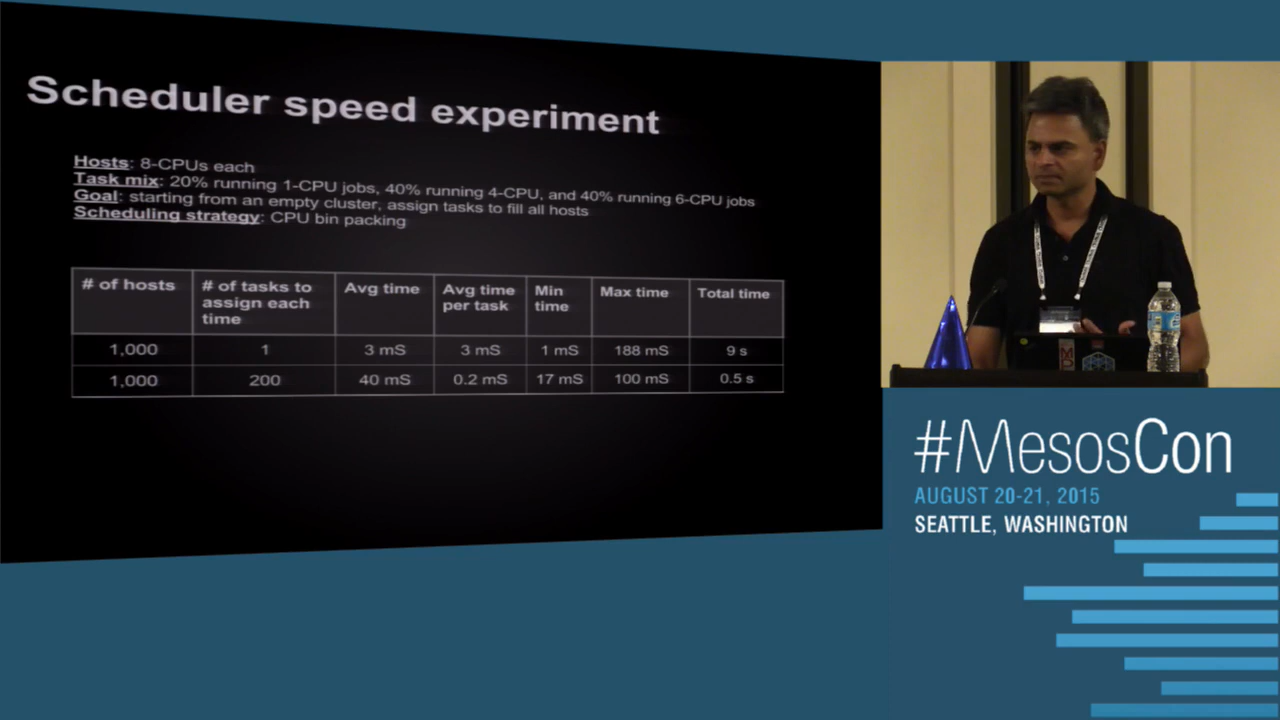 Scheduler speed experiment
Hosts: 8-CPUs each
Task mix: 20% running 1-CPU jobs, 40% running 4-CPU, and 40% running 6-CPU jobs
Goal: starting from an empty cluster, assign tasks to fill all hosts
Scheduling strategy: CPU bin packing
# of hosts # of tasks to assign each time Avg time Avg time per task Min time Max time Total time
1,000 1 3 mS 3 mS 1 mS 188 mS 9 s
1,000 200 40 mS 0.2 mS 17 mS 100 mS 0.5 s
#MesosCon
AUGUST 20-21, 2015
SEATTLE, WASHINGTON